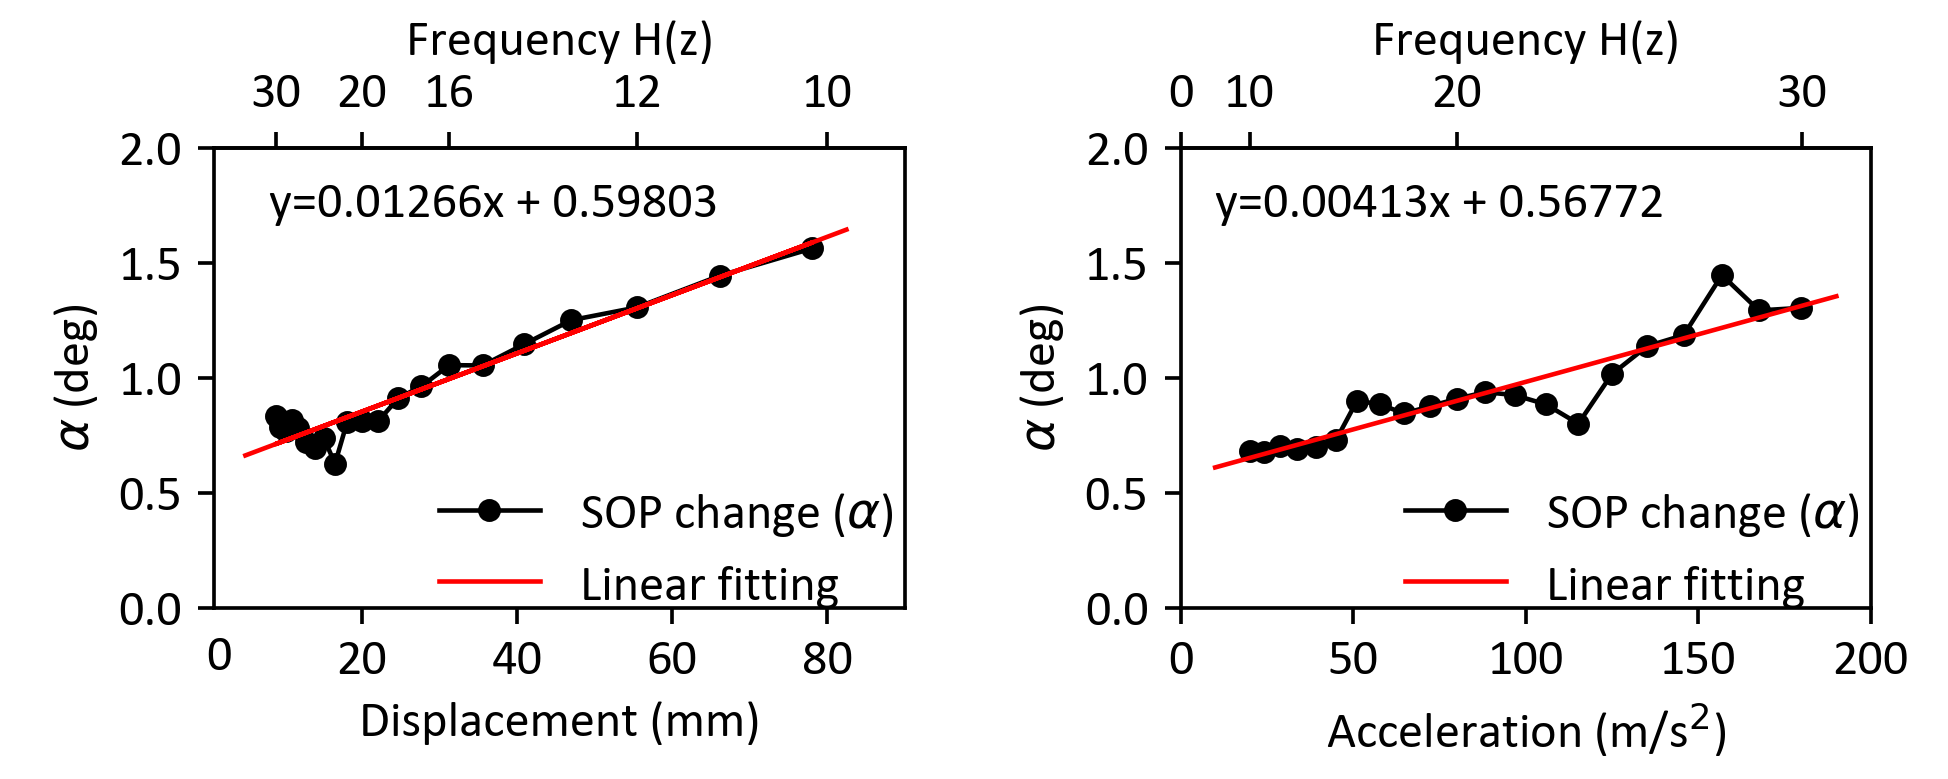 Frequency H(z)
30 20 16 12 10
2.0
1.5
1.0
0.5
0.0
α (deg)
y=0.01266x + 0.59803
SOP change (α)
Linear fitting
0 20 40 60 80
Displacement (mm)
Frequency H(z)
0 10 20 30
2.0
1.5
1.0
0.5
0.0
α (deg)
y=0.00413x + 0.56772
SOP change (α)
Linear fitting
0 50 100 150 200
Acceleration (m/s²)